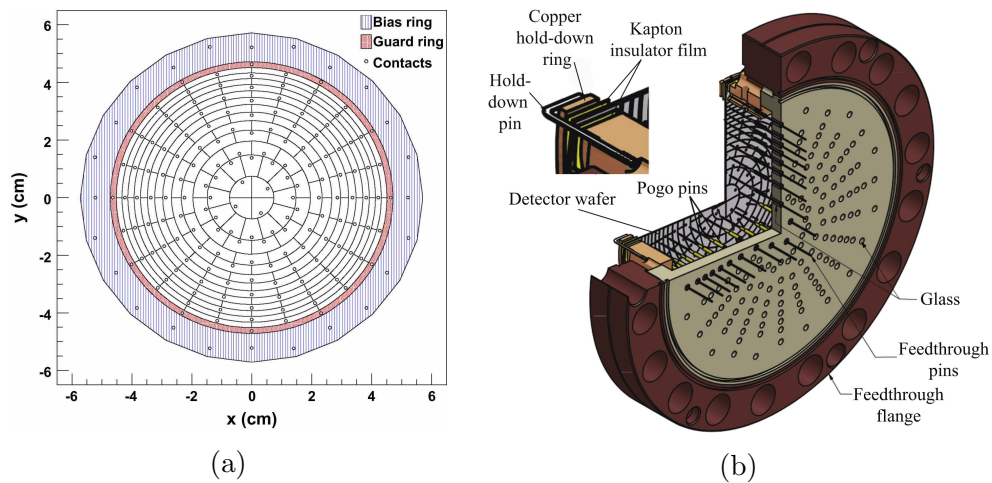 Bias ring
Guard ring
Contacts
6
4
2
0
-2
-4
-6
y (cm)
-6
-4
-2
0
2
4
6
x (cm)
(a)
Copper
hold-down
ring
Kapton
insulator film
Hold-
down
pin
Detector wafer
Pogo pins
Glass
Feedthrough
pins
Feedthrough
flange
(b)